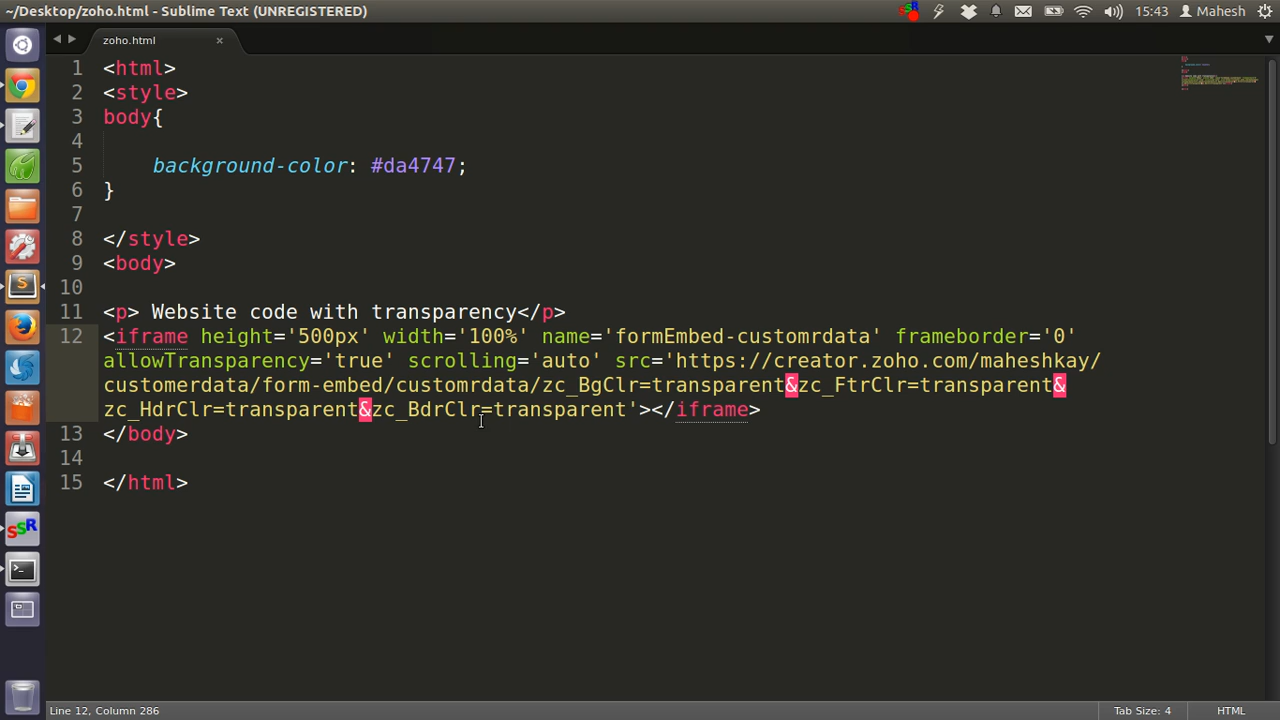 ~/Desktop/zoho.html - Sublime Text (UNREGISTERED)
15:43
Mahesh
zoho.html
×
1 <html>
2 <style>
3 body{
4
5 background-color: #da4747;
6 }
7
8 </style>
9 <body>
10
11 <p> Website code with transparency</p>
12 <iframe height='500px' width='100%' name='formEmbed-customrdata' frameborder='0'
allowTransparency='true' scrolling='auto' src='https://creator.zoho.com/maheshkay/
customerdata/form-embed/customrdata/zc_BgClr=transparent&zc_FtrClr=transparent&
zc_HdrClr=transparent&zc_BdrClr=transparent'></iframe>
13 </body>
14
15 </html>
SSR
Line 12, Column 286
Tab Size: 4
HTML